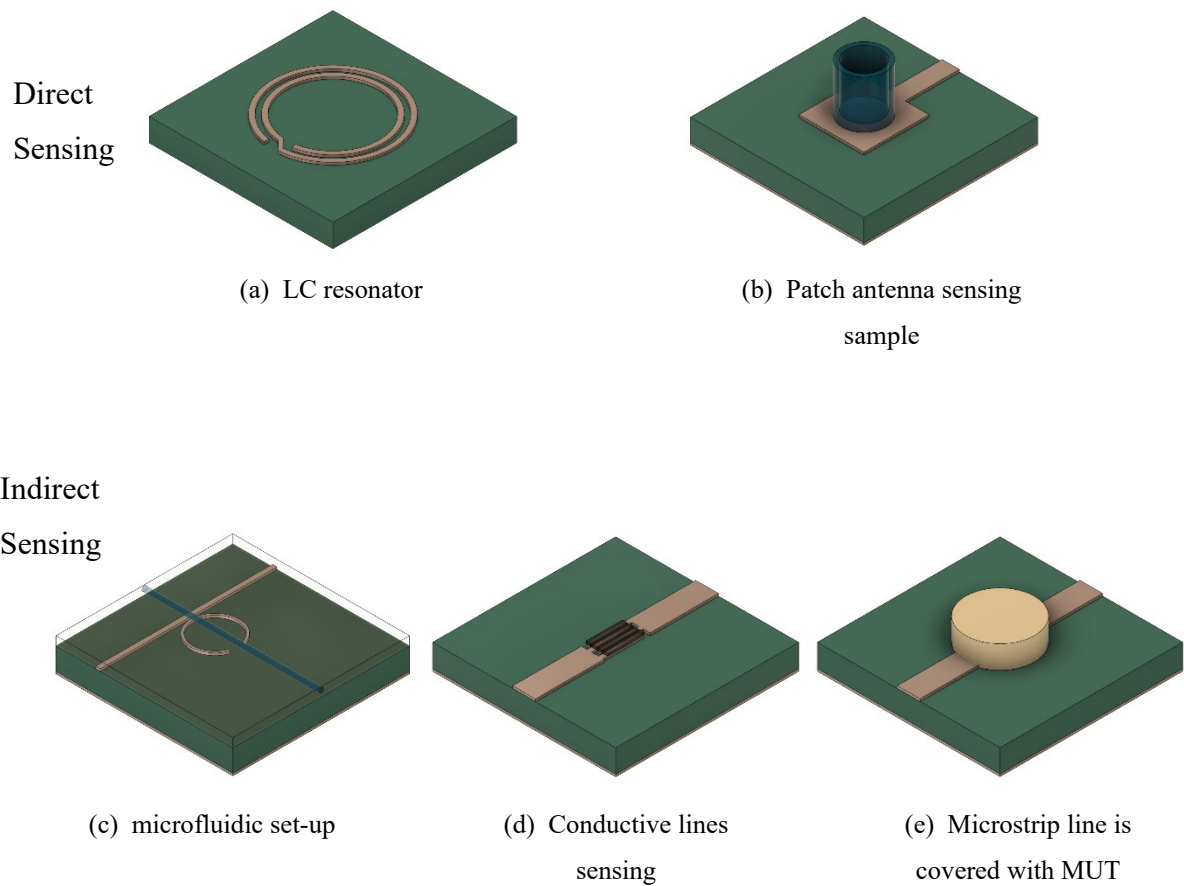 Direct
Sensing
(a) LC resonator
(b) Patch antenna sensing
sample
Indirect
Sensing
(c) microfluidic set-up
(d) Conductive lines
sensing
(e) Microstrip line is
covered with MUT